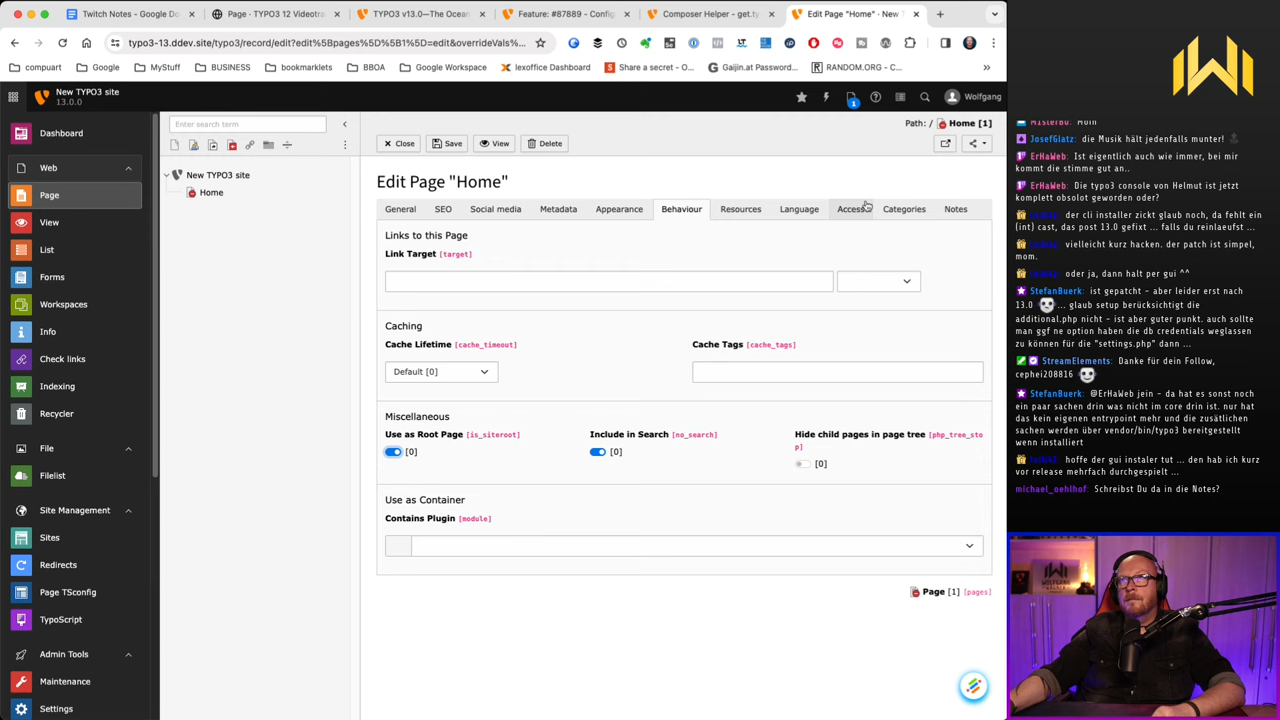 Twitch Notes - Google Do
Page · TYPO3 12 Videotra
TYPO3 v13.0—The Ocean
Feature: #87889 - Config
Composer Helper - get.ty
Edit Page "Home" · New T
typo3-13.ddev.site/typo3/record/edit?edit%5Bpages%5D%5B1%5D=edit&overrideVals...
compuart
Google
MyStuff
BUSINESS
bookmarklets
BBOA
Google Workspace
lexoffice Dashboard
Share a secret - O...
Gaijin.at Password...
RANDOM.ORG - C...
»
New TYPO3 site
13.0.0
1
Wolfgang
Dashboard
Web
Page
View
List
Forms
Workspaces
Info
Check links
Indexing
Recycler
File
Filelist
Site Management
Sites
Redirects
Page TSconfig
TypoScript
Admin Tools
Maintenance
Settings
Enter search term
New TYPO3 site
Home
Path: / Home [1]
Close
Save
View
Delete
Edit Page "Home"
General SEO Social media Metadata Appearance Behaviour Resources Language Access Categories Notes
Links to this Page
Link Target [target]
Caching
Cache Lifetime [cache_timeout]
Cache Tags [cache_tags]
Default [0]
Miscellaneous
Use as Root Page [is_siteroot]
Include in Search [no_search]
Hide child pages in page tree [php_tree_sto
p]
[0]
[0]
[0]
Use as Container
Contains Plugin [module]
Page [1] [pages]
MisterBo: Moin
JosefGlatz: die Musik hält jedenfalls munter!
ErHaWeb: Ist eigentlich auch wie immer, bei mir
kommt die stimme gut an..
ErHaWeb: Die typo3 console von Helmut ist jetzt
komplett obsolet geworden oder?
der cli installer zickt glaub noch, da fehlt ein
(int) cast, das post 13.0 gefixt ... falls du
auf du reinlaeufst...
vielleicht kurz hacken. der patch ist simpel,
mom.
oder ja, dann halt per gui ^^
StefanBuerk: ist gepatcht - aber leider erst nach
13.0 ... glaub setup berücksichtigt die
additional.php nicht - ist aber guter punkt. auch sollte
man ggf ne option haben die db credentials weglassen
zu können für die "settings.php" dann ...
StreamElements: Danke für dein Follow,
cephei208816
StefanBuerk: @ErHaWeb jein - da hat es sonst noch
ein paar sachen drin was nicht im core drin ist. nur hat
das kein eigenen entrypoint mehr und die zusätzlichen
sachen werden über vendor/bin/typo3 bereitgestellt
wenn installiert
hoffe der gui instaler tut ... den hab ich kurz
vor release mehrfach durchgespielt ...
michael_oehlhof: Schreibst Du da in die Notes?